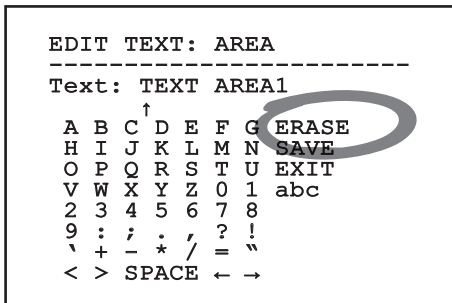 EDIT TEXT: AREA
------------------------
Text: TEXT AREA1
↑
A B C D E F G ERASE
H I J K L M N SAVE
O P Q R S T U EXIT
V W X Y Z 0 1 abc
2 3 4 5 6 7 8
9 : ; . , ? !
‵ + - * / = ‶
< > SPACE ← →